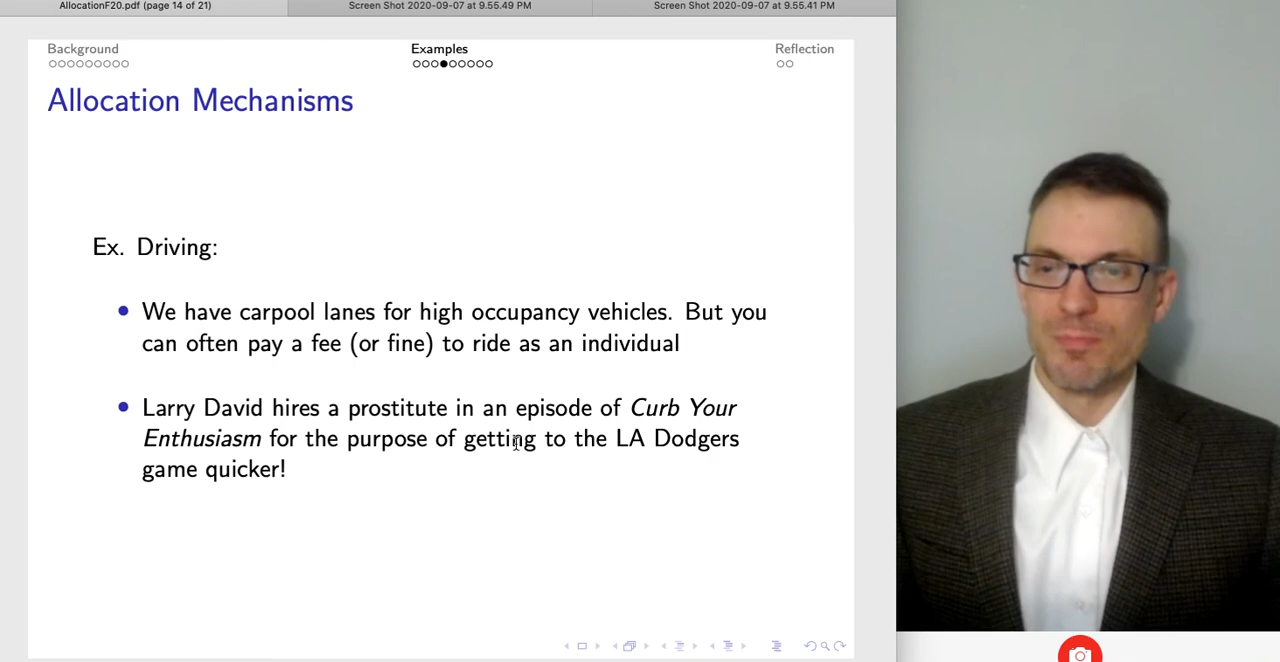 AllocationF20.pdf (page 14 of 21) Screen Shot 2020-09-07 at 9.55.49 PM Screen Shot 2020-09-07 at 9.55.41 PM
Background Examples Reflection
Allocation Mechanisms
Ex. Driving:
• We have carpool lanes for high occupancy vehicles. But you
can often pay a fee (or fine) to ride as an individual
• Larry David hires a prostitute in an episode of Curb Your
Enthusiasm for the purpose of getting to the LA Dodgers
game quicker!